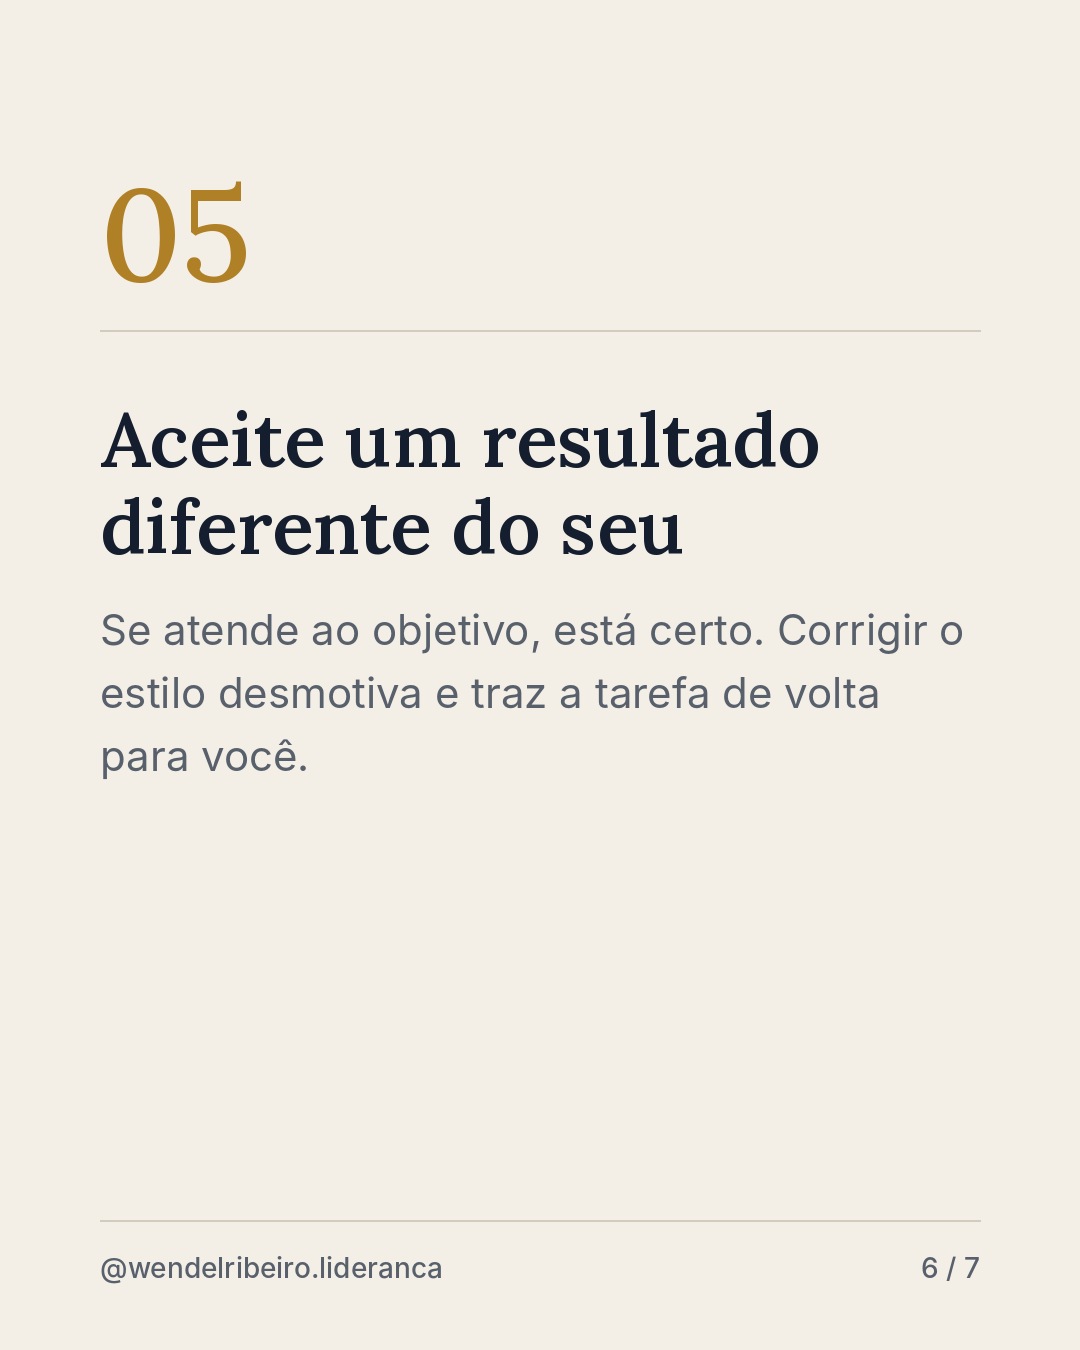 05
Aceite um resultado
diferente do seu
Se atende ao objetivo, está certo. Corrigir o
estilo desmotiva e traz a tarefa de volta
para você.
@wendelribeiro.lideranca
6 / 7